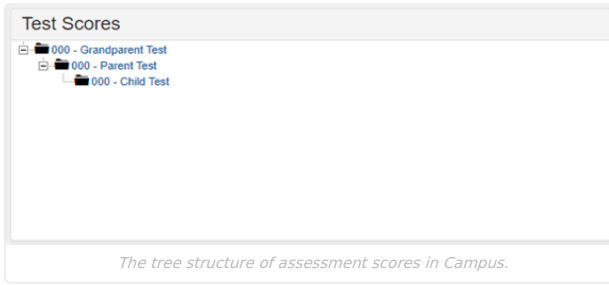 Test Scores
000 - Grandparent Test
000 - Parent Test
000 - Child Test
The tree structure of assessment scores in Campus.